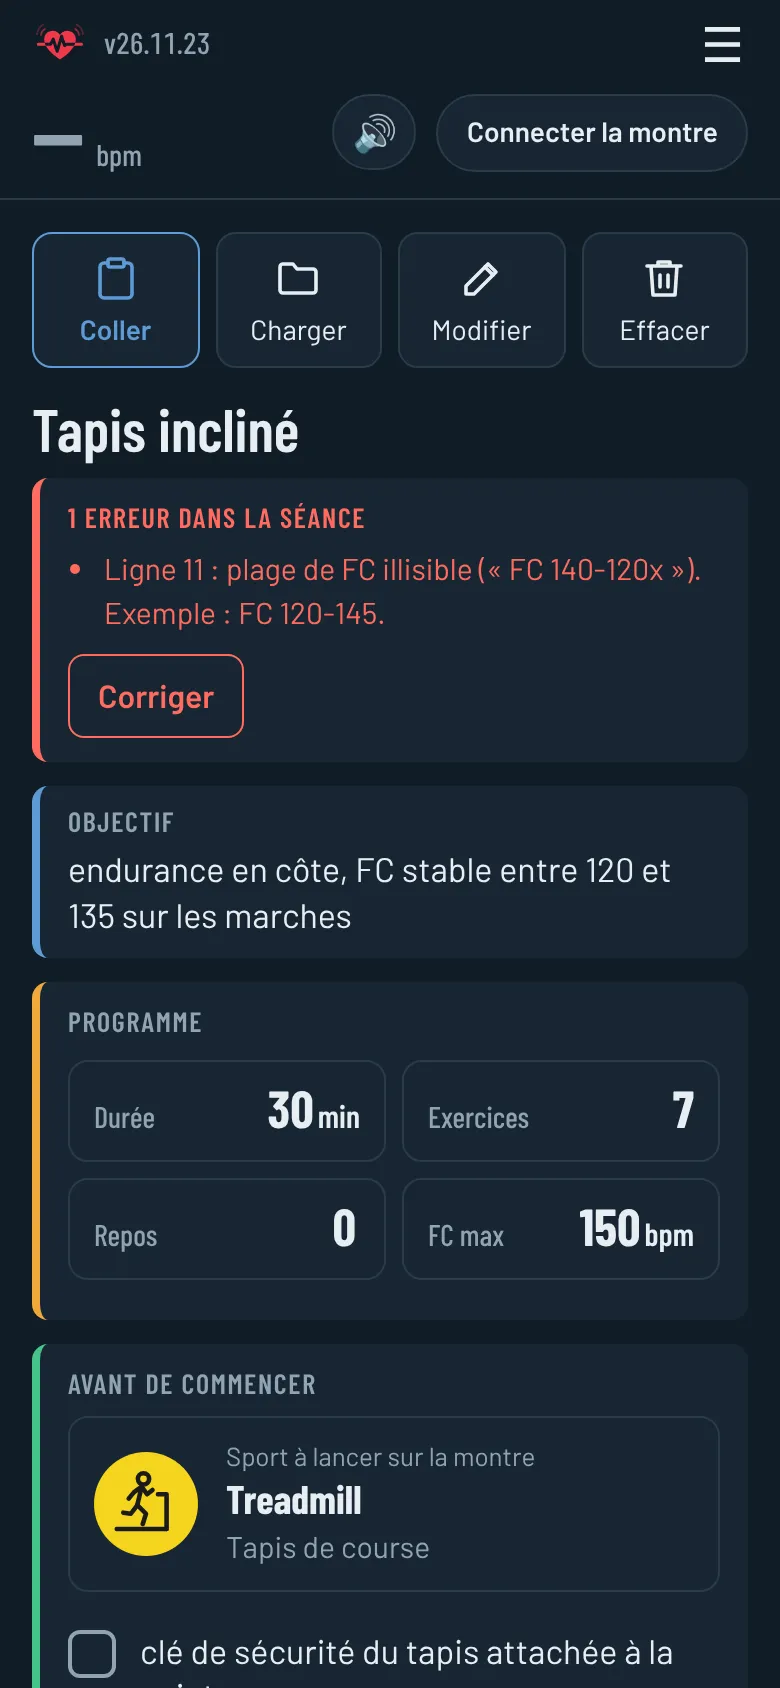 v26.11.23
bpm
Connecter la montre
Coller
Charger
Modifier
Effacer
Tapis incliné
1 ERREUR DANS LA SÉANCE
• Ligne 11 : plage de FC illisible (« FC 140-120x »).
Exemple : FC 120-145.
Corriger
OBJECTIF
endurance en côte, FC stable entre 120 et
135 sur les marches
PROGRAMME
Durée 30 min
Exercices 7
Repos 0
FC max 150 bpm
AVANT DE COMMENCER
Sport à lancer sur la montre
Treadmill
Tapis de course
clé de sécurité du tapis attachée à la